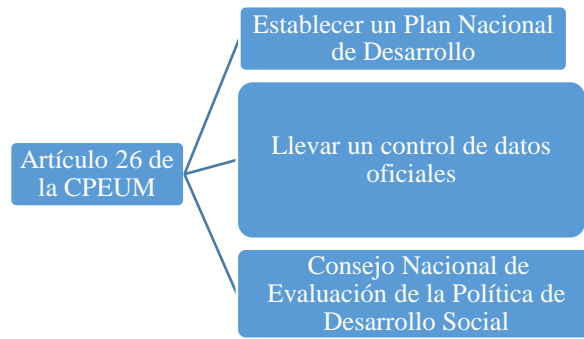 Establecer un Plan Nacional
de Desarrollo
Llevar un control de datos
oficiales
Artículo 26 de
la CPEUM
Consejo Nacional de
Evaluación de la Política de
Desarrollo Social